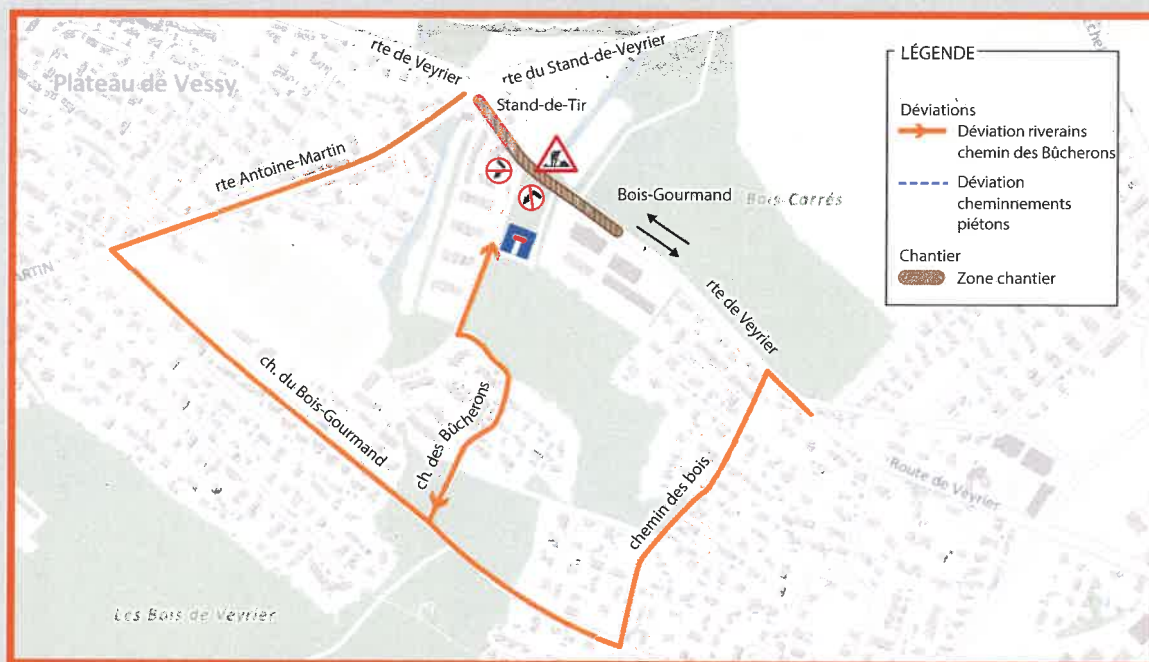 rte de Veyrier
rte du Stand-de-Veyrier
Plateau de Vessy
Stand-de-Tir
rte Antoine-Martin
Bois-Gourmand
Bois-Carrés
MARTIN
rte de Veyrier
ch. du Bois-Gourmand
ch. des Bûcherons
chemin des bois
Route de Veyrier
Les Bois de Veyrier
LÉGENDE
Déviations
Déviation riverains
chemin des Bûcherons
Déviation
cheminnements
piétons
Chantier
Zone chantier